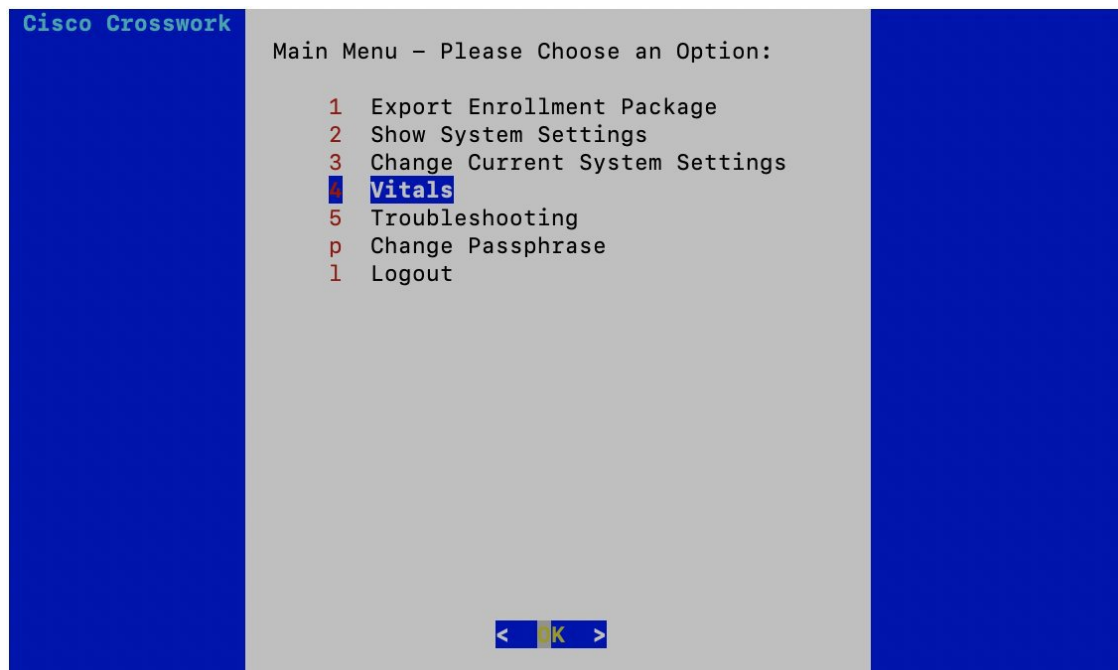 Cisco Crosswork
Main Menu – Please Choose an Option:
1 Export Enrollment Package
2 Show System Settings
3 Change Current System Settings
4 Vitals
5 Troubleshooting
p Change Passphrase
l Logout
< OK >